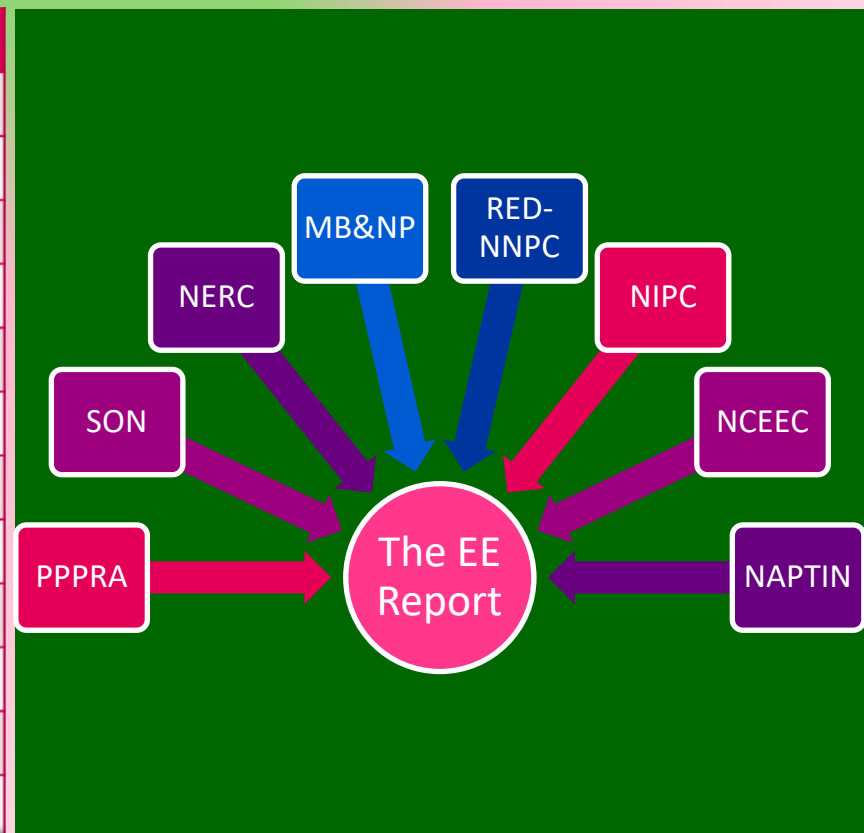 MB&NP
RED-
NNPC
NERC
NIPC
SON
NCEEC
The EE
Report
PPPRA
NAPTIN